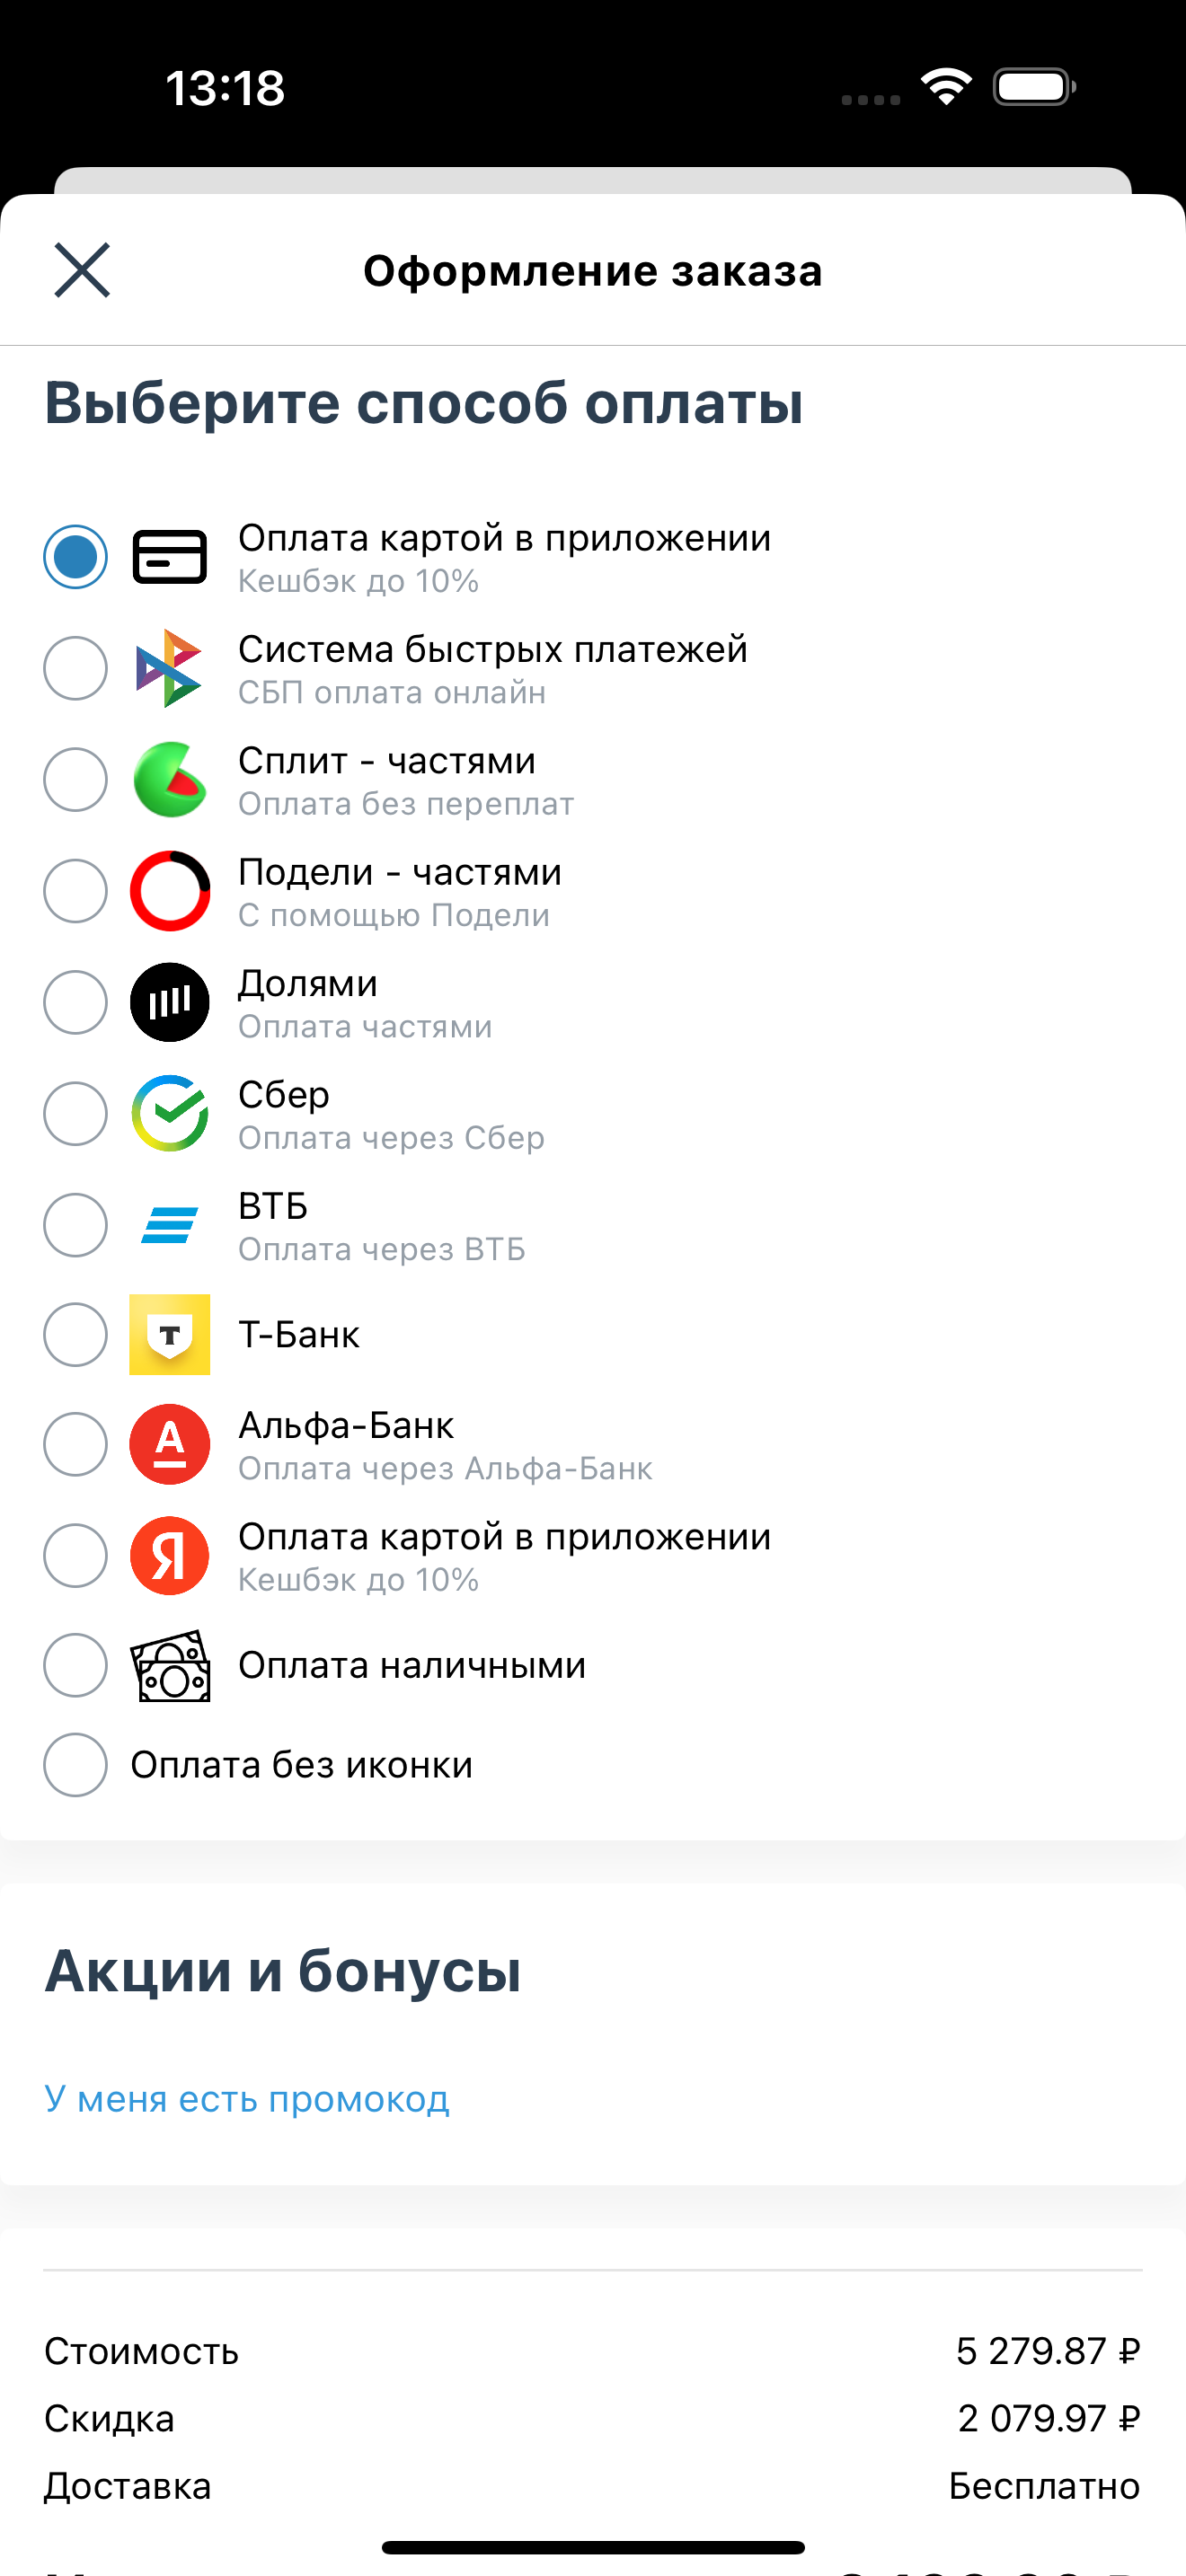 13:18
Оформление заказа
Выберите способ оплаты
Оплата картой в приложении
Кешбэк до 10%
Система быстрых платежей
СБП оплата онлайн
Сплит - частями
Оплата без переплат
Подели - частями
С помощью Подели
Долями
Оплата частями
Сбер
Оплата через Сбер
ВТБ
Оплата через ВТБ
Т
Т-Банк
А
Альфа-Банк
Оплата через Альфа-Банк
Я
Оплата картой в приложении
Кешбэк до 10%
Оплата наличными
Оплата без иконки
Акции и бонусы
У меня есть промокод
Стоимость 5 279.87 ₽
Скидка 2 079.97 ₽
Доставка Бесплатно